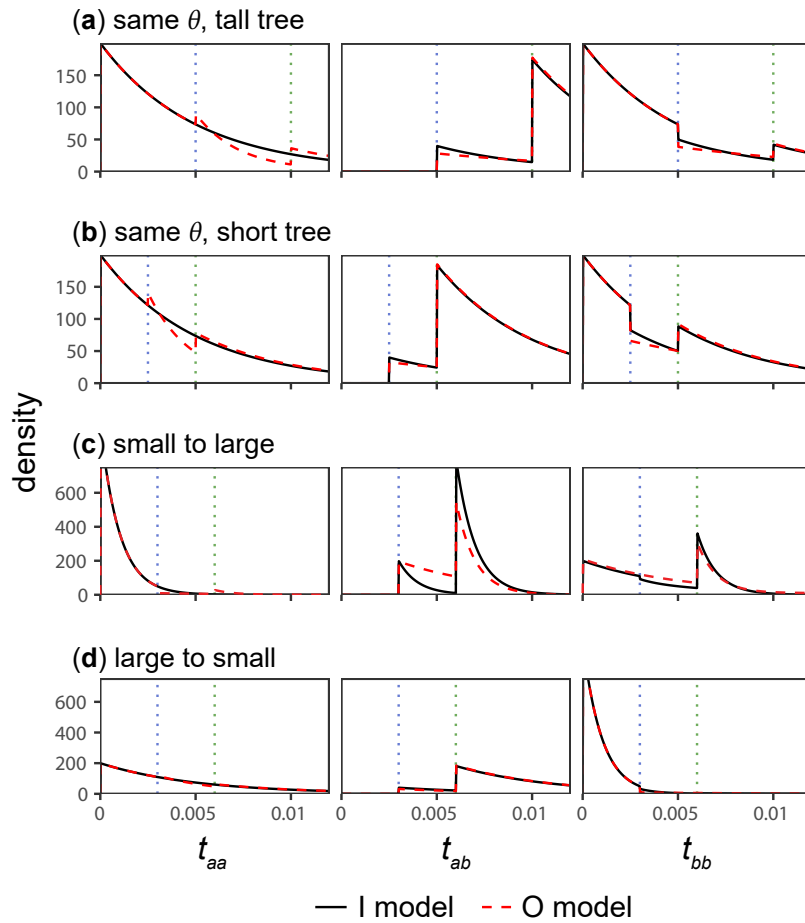 (a) same θ, tall tree
150
100
50
0
(b) same θ, short tree
150
100
50
0
density
(c) small to large
600
400
200
0
(d) large to small
600
400
200
0
0 0.005 0.01 0 0.005 0.01 0 0.005 0.01
taa tab tbb
I model O model